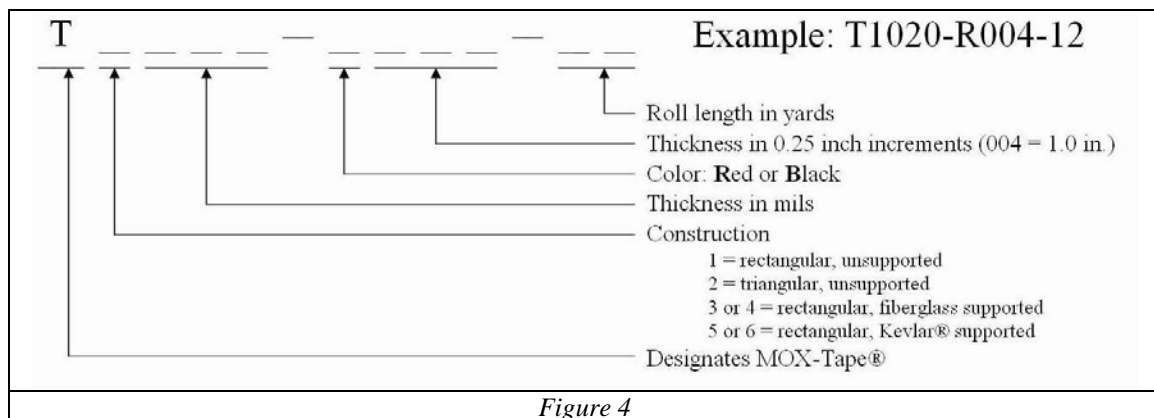 T _ _ _ _ — _ _ _ _ — _ _ Example: T1020-R004-12
Roll length in yards
Thickness in 0.25 inch increments (004 = 1.0 in.)
Color: Red or Black
Thickness in mils
Construction
1 = rectangular, unsupported
2 = triangular, unsupported
3 or 4 = rectangular, fiberglass supported
5 or 6 = rectangular, Kevlar® supported
Designates MOX-Tape®
Figure 4